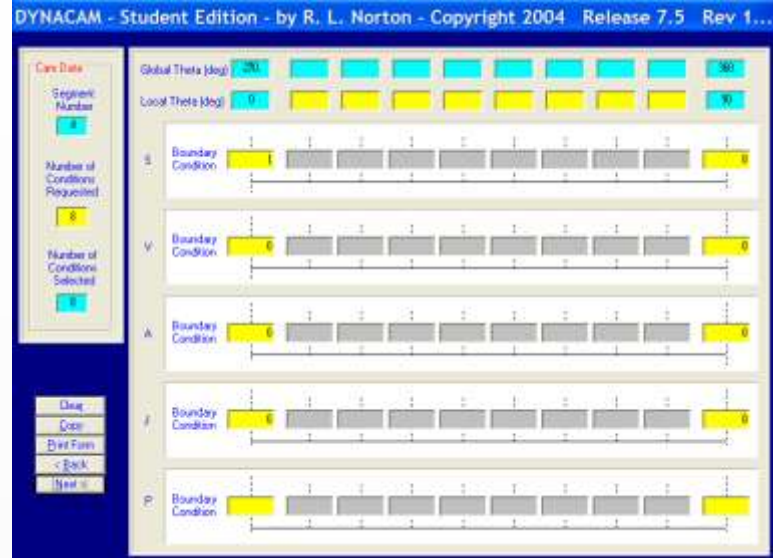 DYNACAM - Student Edition - by R. L. Norton - Copyright 2004 Release 7.5 Rev 1...
Cam Data
Segment
Number
4
Number of
Conditions
Requested
8
Number of
Conditions
Selected
8
Clear
Copy
Print Form
< Back
Next >
Global Theta (deg) 270 360
Local Theta (deg) 0 90
S Boundary Condition 1 0
V Boundary Condition 0 0
A Boundary Condition 0 0
J Boundary Condition 0 0
P Boundary Condition